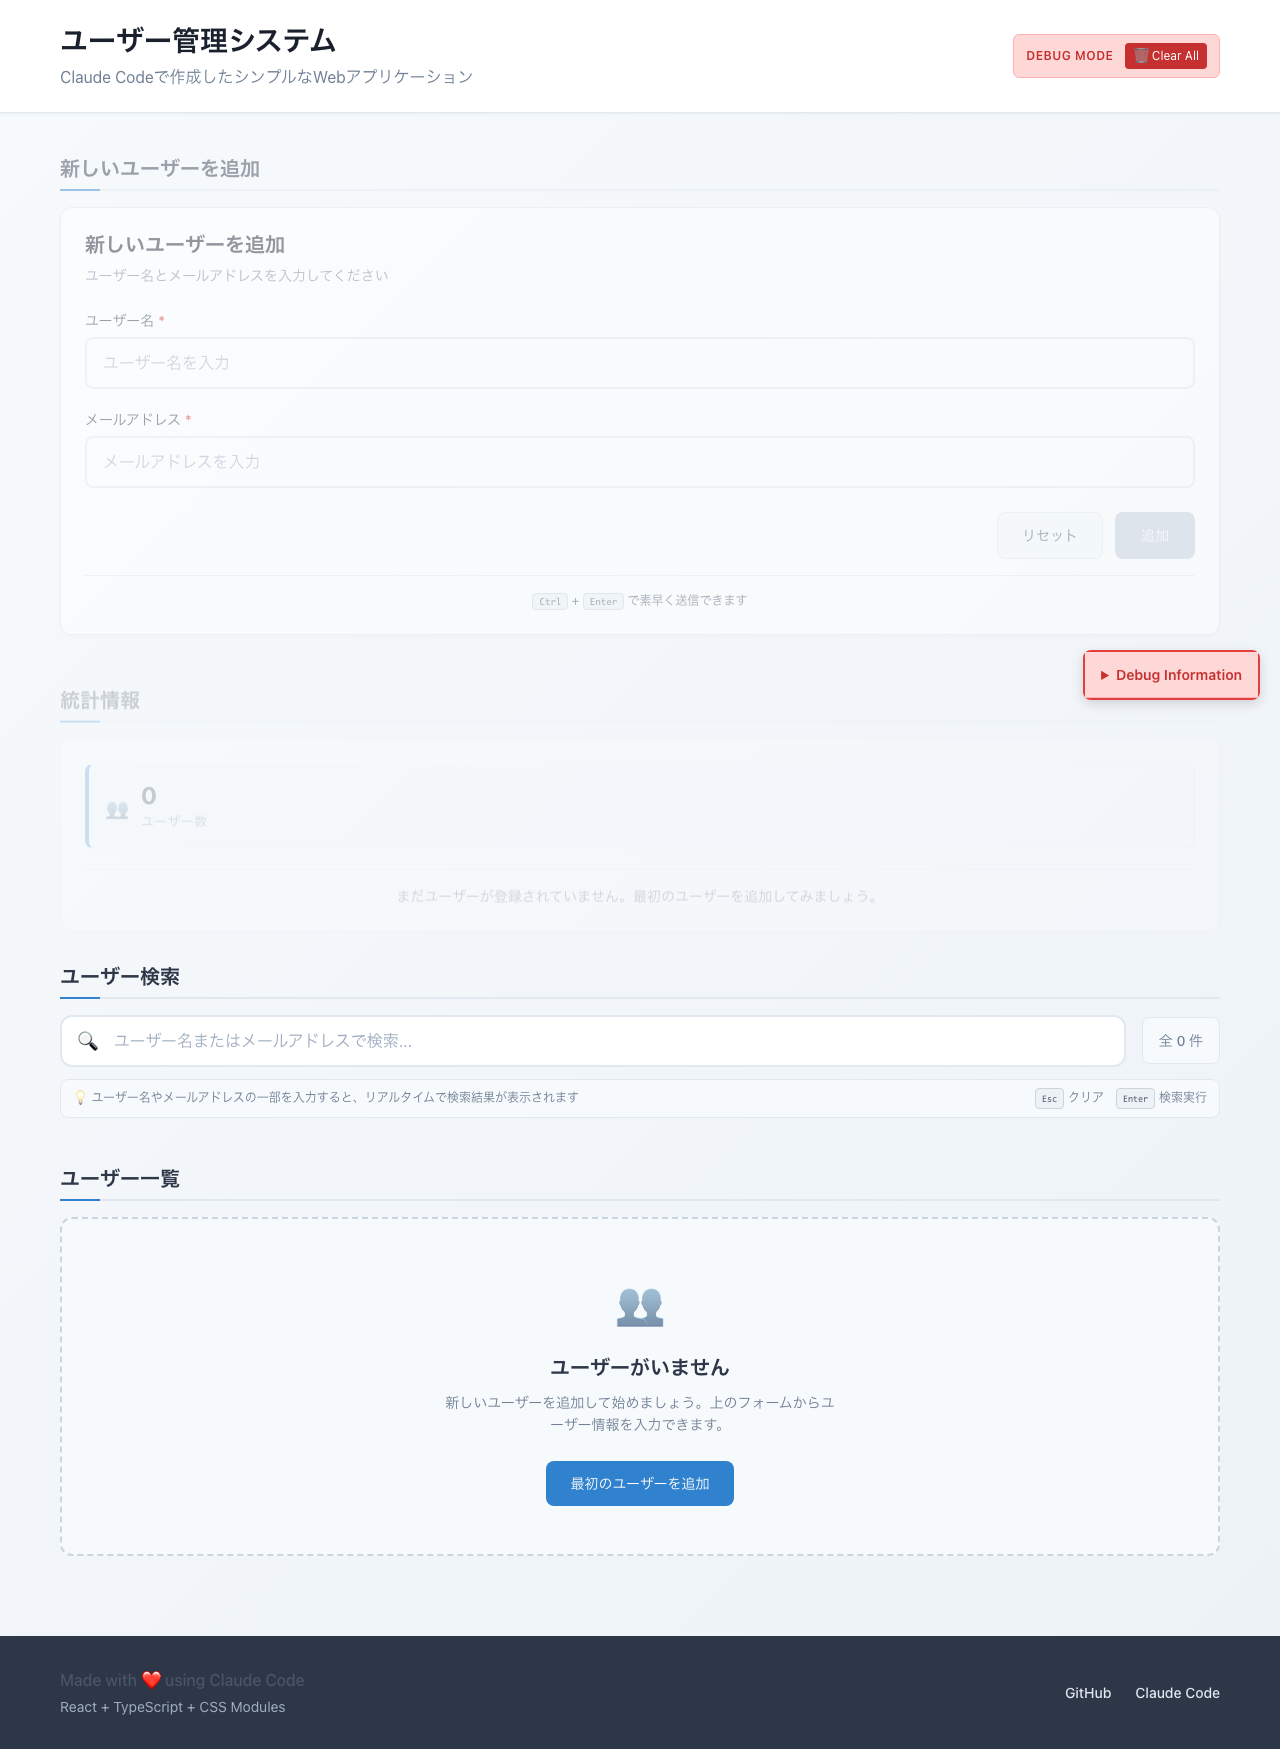 ユーザー管理システム
Claude Codeで作成したシンプルなWebアプリケーション
DEBUG MODE
Clear All
新しいユーザーを追加
新しいユーザーを追加
ユーザー名とメールアドレスを入力してください
ユーザー名 *
ユーザー名を入力
メールアドレス *
メールアドレスを入力
リセット
追加
Ctrl + Enter で素早く送信できます
Debug Information
統計情報
0
ユーザー数
まだユーザーが登録されていません。最初のユーザーを追加してみましょう。
ユーザー検索
ユーザー名またはメールアドレスで検索...
全 0 件
ユーザー名やメールアドレスの一部を入力すると、リアルタイムで検索結果が表示されます
Esc クリア
Enter 検索実行
ユーザー一覧
ユーザーがいません
新しいユーザーを追加して始めましょう。上のフォームからユ
ーザー情報を入力できます。
最初のユーザーを追加
Made with ❤️ using Claude Code
React + TypeScript + CSS Modules
GitHub
Claude Code